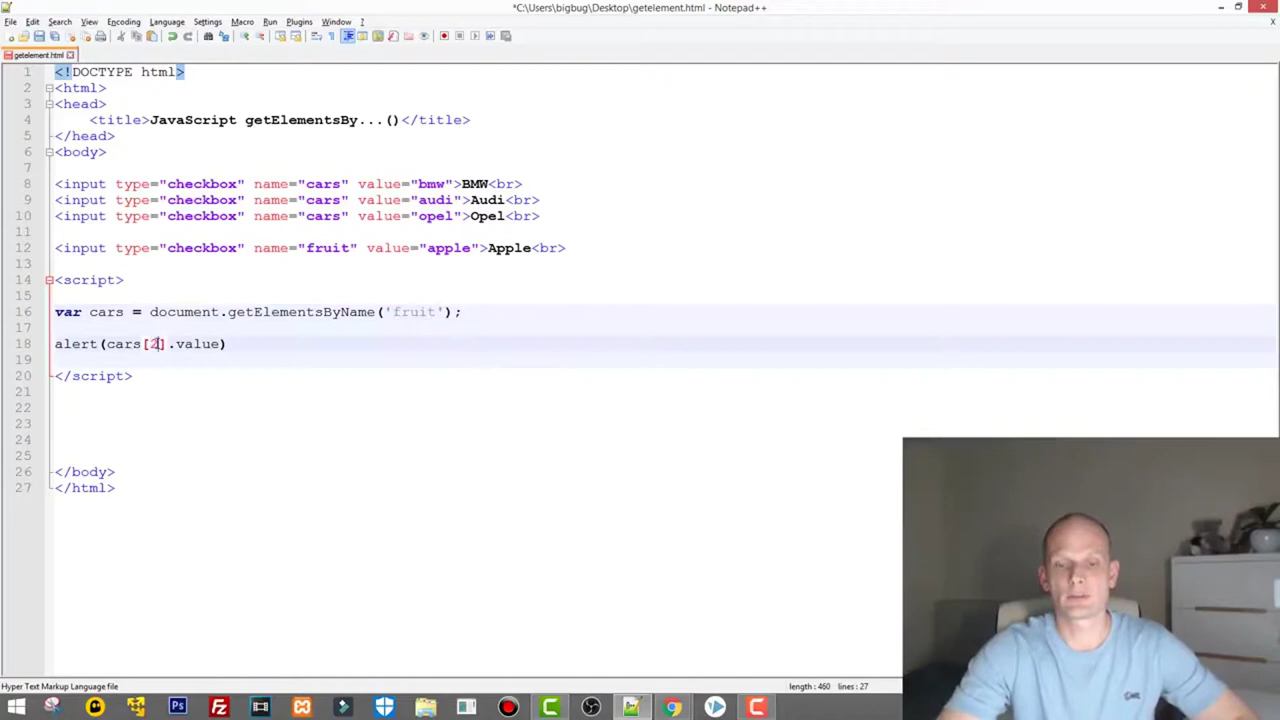 *C:\Users\bigbug\Desktop\getelement.html - Notepad++
File Edit Search View Encoding Language Settings Macro Run Plugins Window ?
getelement.html
1 <!DOCTYPE html>
2 <html>
3 <head>
4 <title>JavaScript getElementsBy...()</title>
5 </head>
6 <body>
7
8 <input type="checkbox" name="cars" value="bmw">BMW<br>
9 <input type="checkbox" name="cars" value="audi">Audi<br>
10 <input type="checkbox" name="cars" value="opel">Opel<br>
11
12 <input type="checkbox" name="fruit" value="apple">Apple<br>
13
14 <script>
15
16 var cars = document.getElementsByName('fruit');
17
18 alert(cars[2].value)
19
20 </script>
21
22
23
24
25
26 </body>
27 </html>
Hyper Text Markup Language file
length: 460 lines: 27